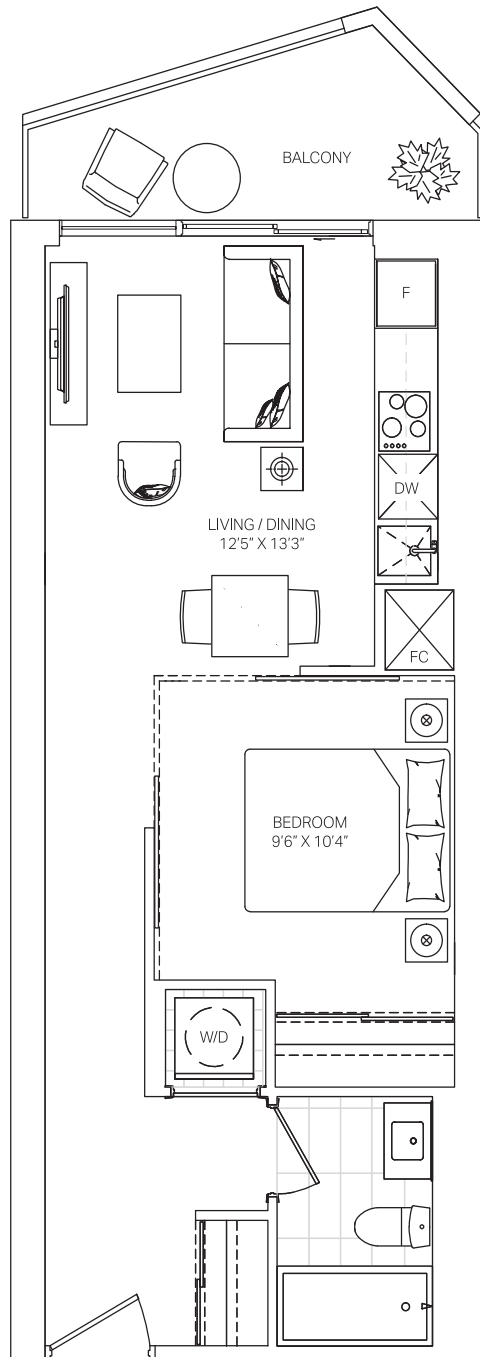 BALCONY
F
DW
LIVING / DINING
12'5" X 13'3"
FC
BEDROOM
9'6" X 10'4"
W/D